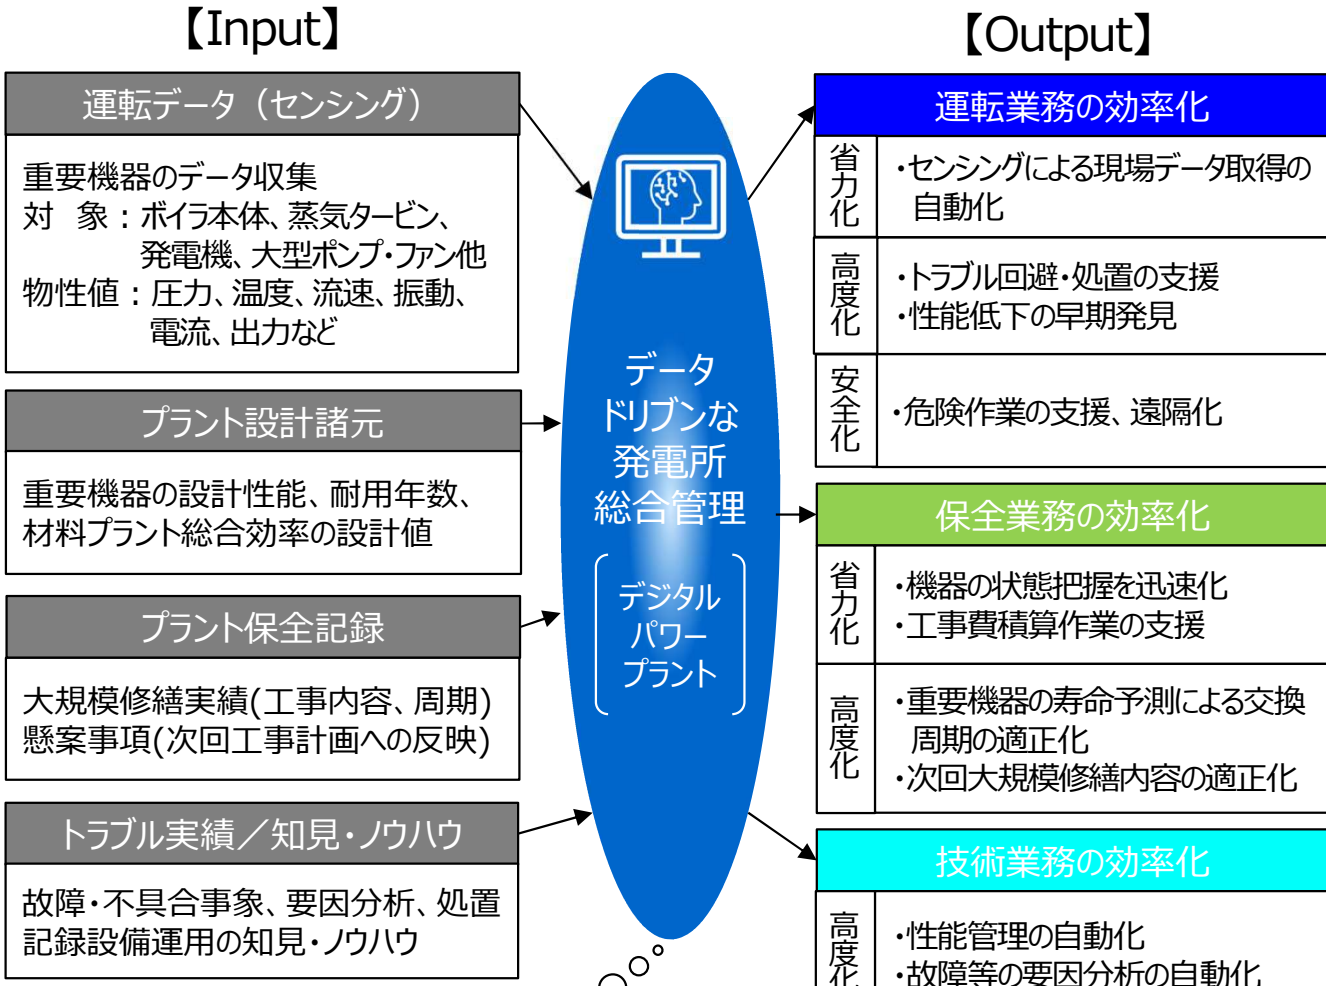 【Input】
運転データ（センシング）
重要機器のデータ収集
対　象：ボイラ本体、蒸気タービン、
発電機、大型ポンプ・ファン他
物性値：圧力、温度、流速、振動、
電流、出力など
プラント設計諸元
重要機器の設計性能、耐用年数、
材料プラント総合効率の設計値
プラント保全記録
大規模修繕実績(工事内容、周期)
懸案事項(次回工事計画への反映)
トラブル実績／知見・ノウハウ
故障・不具合事象、要因分析、処置
記録設備運用の知見・ノウハウ
データ
ドリブンな
発電所
総合管理
デジタル
パワー
プラント
【Output】
運転業務の効率化
省力化
・センシングによる現場データ取得の
自動化
高度化
・トラブル回避・処置の支援
・性能低下の早期発見
安全化
・危険作業の支援、遠隔化
保全業務の効率化
省力化
・機器の状態把握を迅速化
・工事費積算作業の支援
高度化
・重要機器の寿命予測による交換
周期の適正化
・次回大規模修繕内容の適正化
技術業務の効率化
高度化
・性能管理の自動化
・故障等の要因分析の自動化